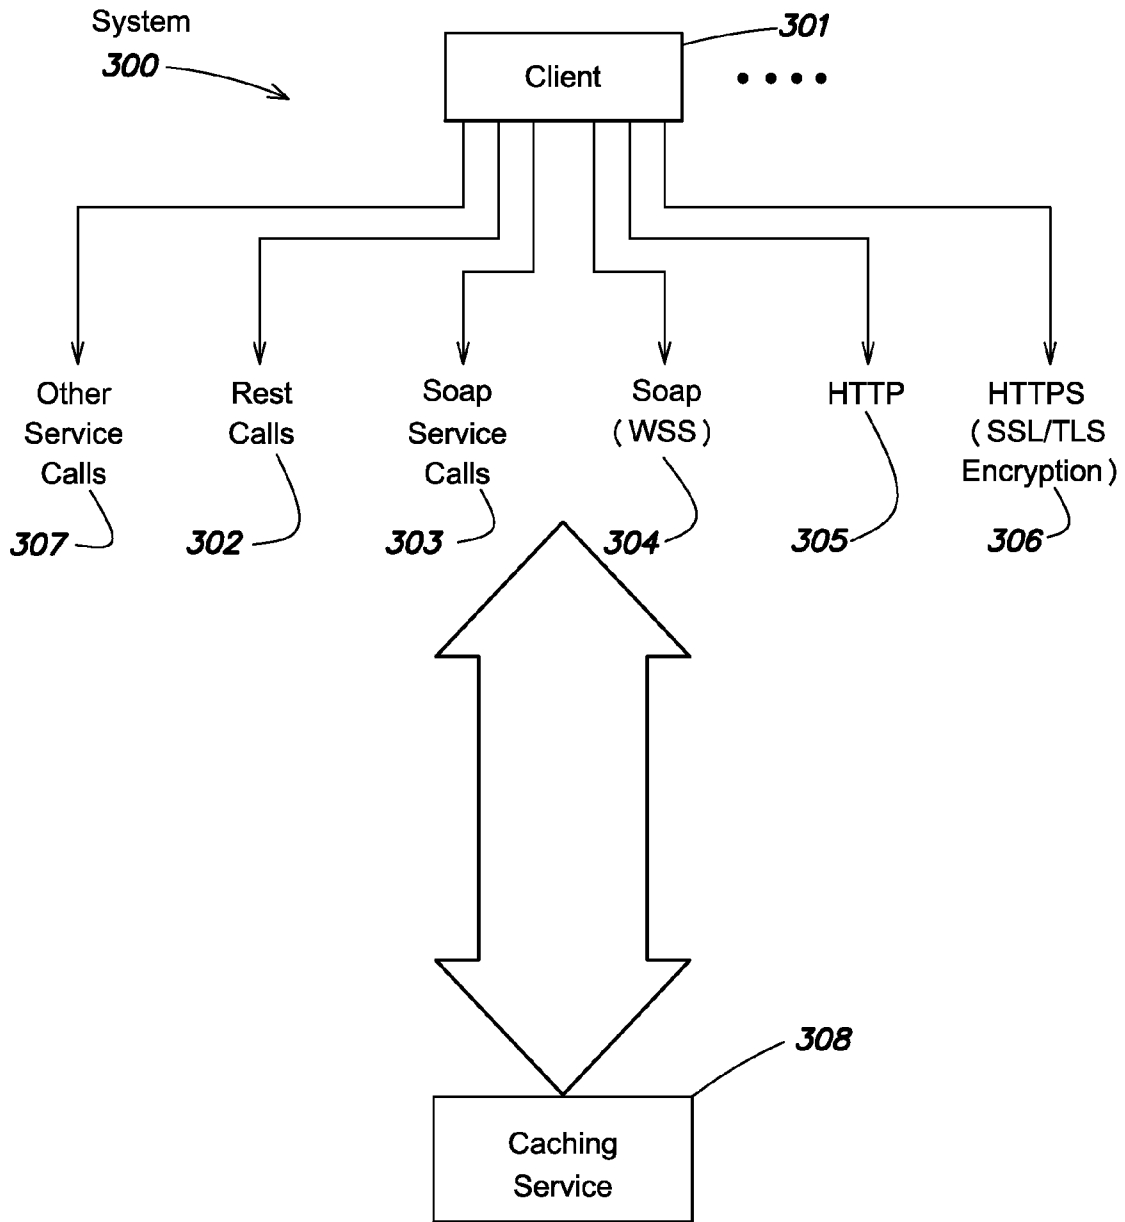 System
300
301
Client
Other
Service
Calls
307
Rest
Calls
302
Soap
Service
Calls
303
Soap
(WSS)
304
HTTP
305
HTTPS
(SSL/TLS
Encryption)
306
308
Caching
Service